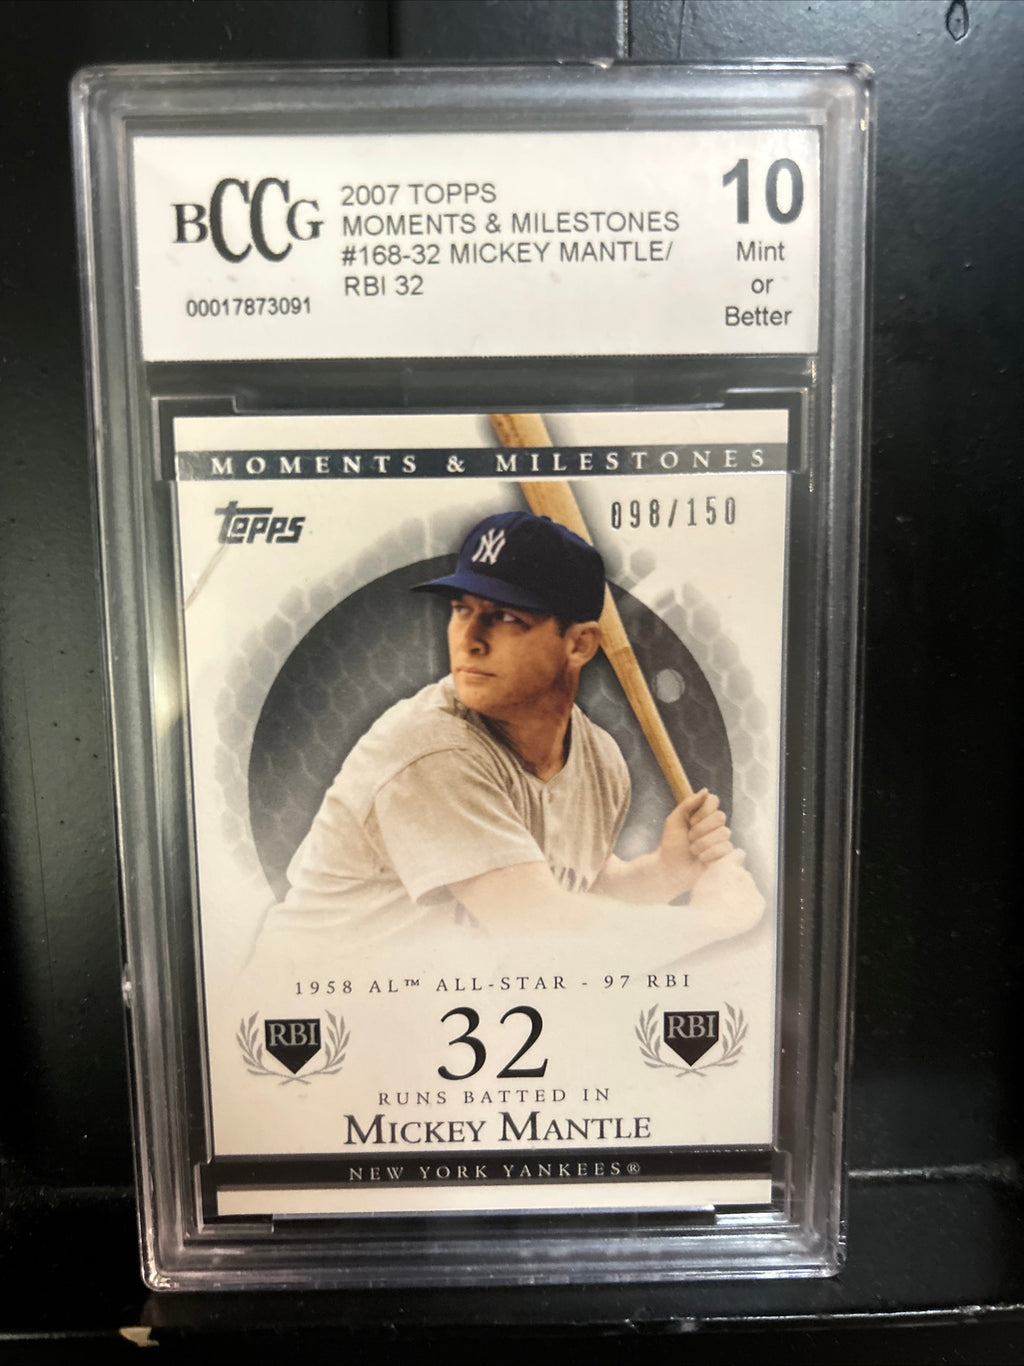 BCCG
00017873091
2007 TOPPS
MOMENTS & MILESTONES
#168-32 MICKEY MANTLE/
RBI 32
10
Mint
or
Better
MOMENTS & MILESTONES
Topps
098/150
NY
1958 AL™ ALL-STAR - 97 RBI
RBI
32
RBI
RUNS BATTED IN
MICKEY MANTLE
NEW YORK YANKEES®